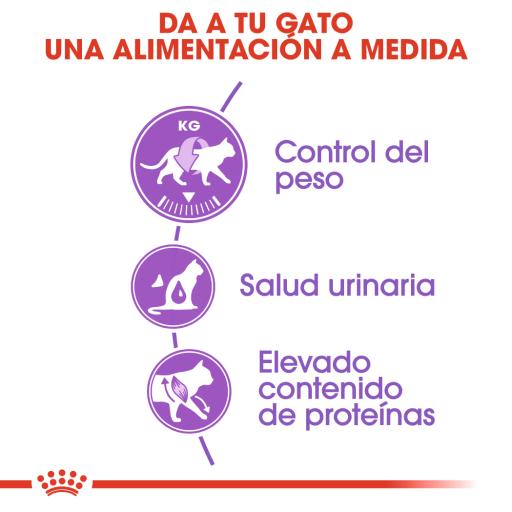 DA A TU GATO
UNA ALIMENTACIÓN A MEDIDA
KG
Control del
peso
Salud urinaria
Elevado
contenido
de proteínas